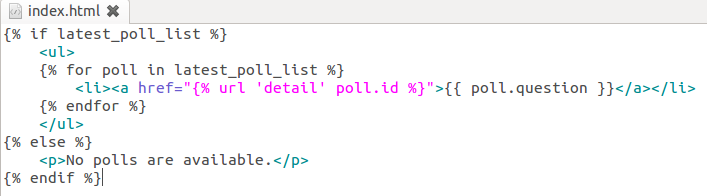 index.html
{% if latest_poll_list %}
    <ul>
    {% for poll in latest_poll_list %}
        <li><a href="{% url 'detail' poll.id %}">{{ poll.question }}</a></li>
    {% endfor %}
    </ul>
{% else %}
    <p>No polls are available.</p>
{% endif %}